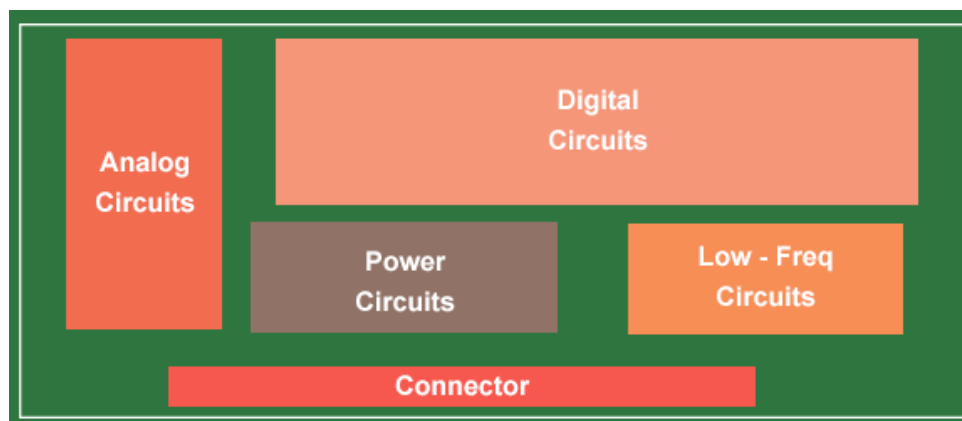 Analog
Circuits
Digital
Circuits
Power
Circuits
Low - Freq
Circuits
Connector